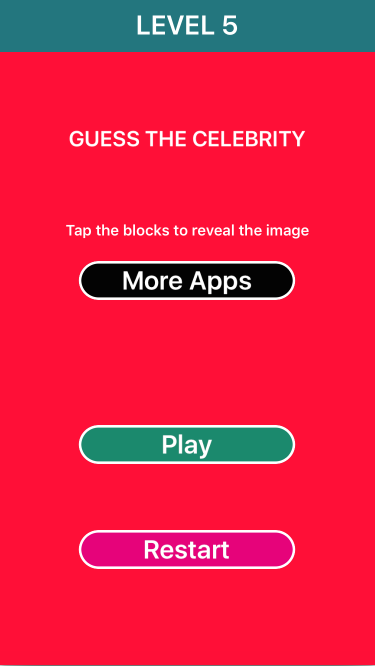 LEVEL 5
GUESS THE CELEBRITY
Tap the blocks to reveal the image
More Apps
Play
Restart